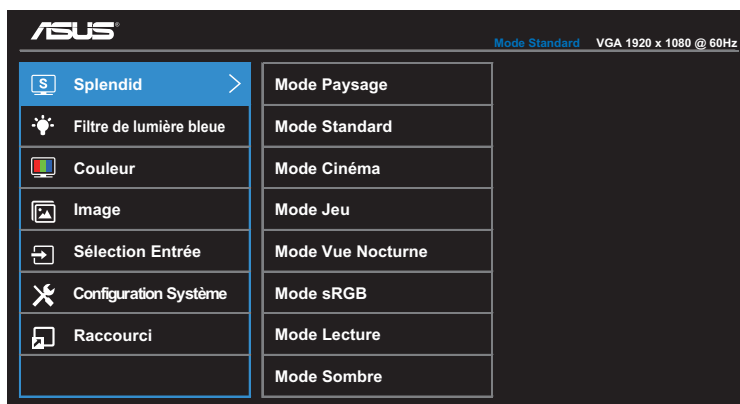 ASUS®
Mode Standard VGA 1920 x 1080 @ 60Hz
S Splendid
Filtre de lumière bleue
Couleur
Image
Sélection Entrée
Configuration Système
Raccourci
Mode Paysage
Mode Standard
Mode Cinéma
Mode Jeu
Mode Vue Nocturne
Mode sRGB
Mode Lecture
Mode Sombre